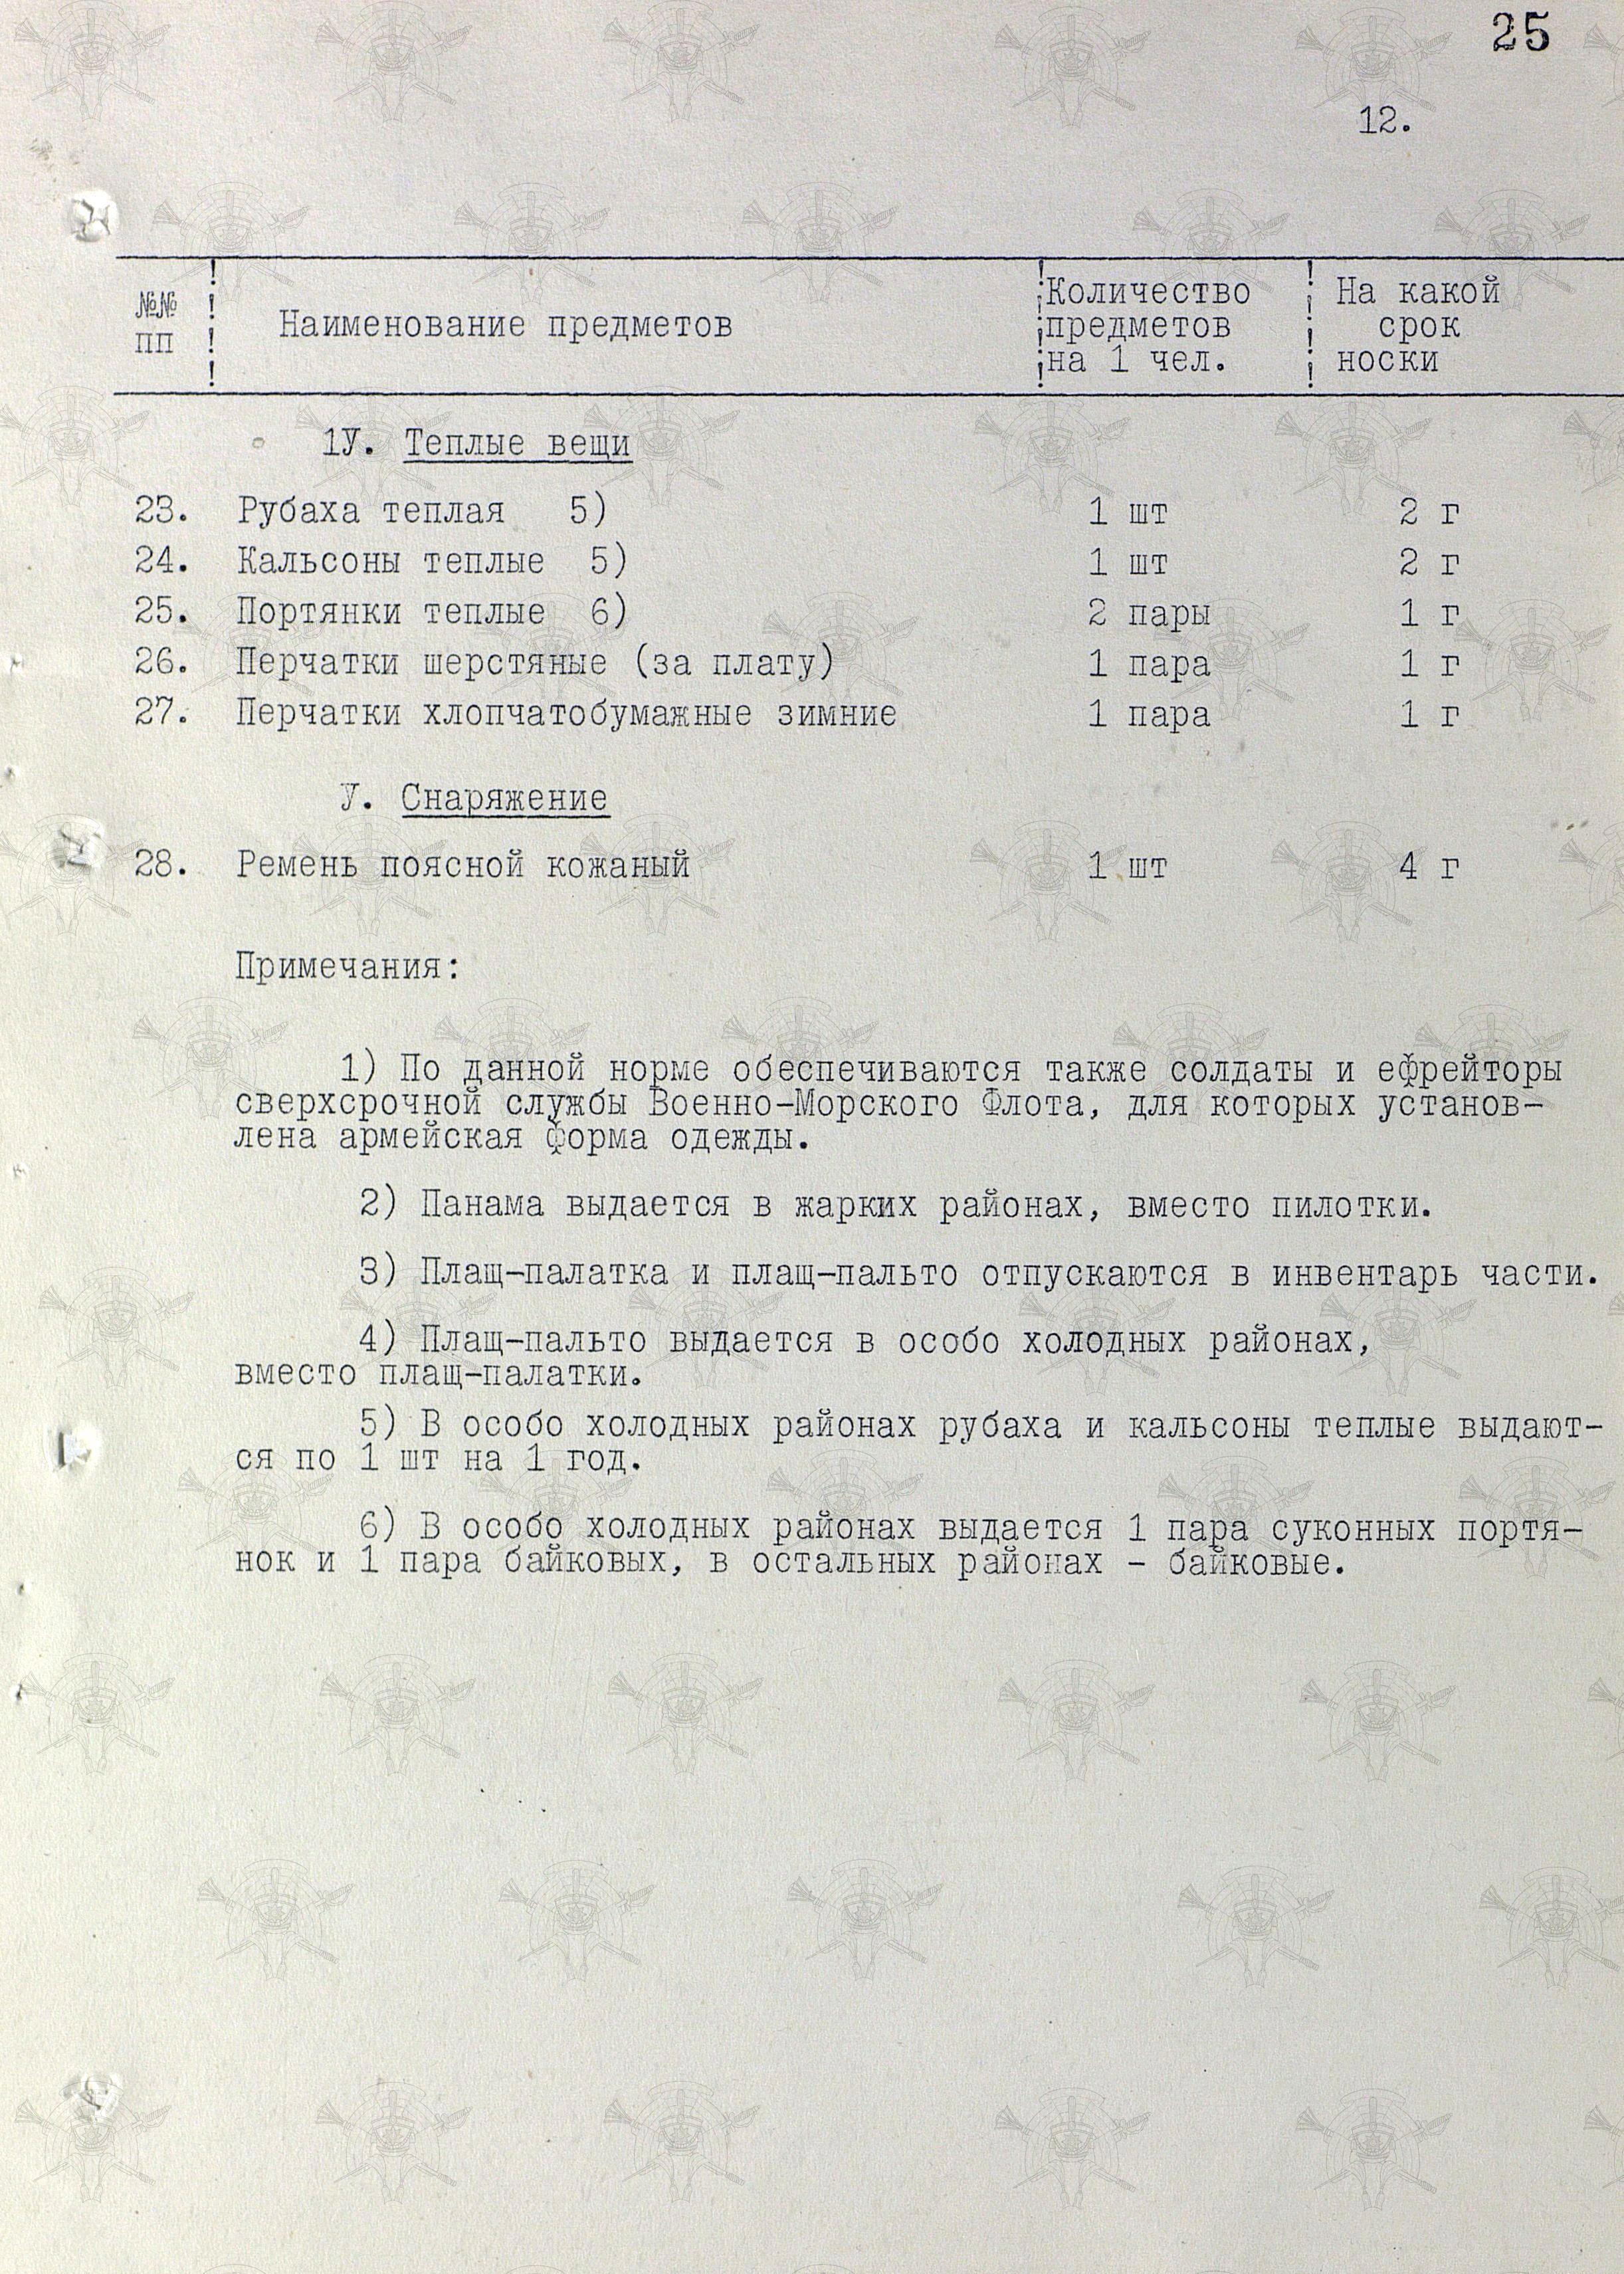 25
12.
№№ Наименование предметов Количество На какой
пп предметов срок
на 1 чел. носки
1У. Теплые вещи
23. Рубаха теплая 5) 1 шт 2 г
24. Кальсоны теплые 5) 1 шт 2 г
25. Портянки теплые 6) 2 пары 1 г
26. Перчатки шерстяные (за плату) 1 пара 1 г
27. Перчатки хлопчатобумажные зимние 1 пара 1 г
У. Снаряжение
28. Ремень поясной кожаный 1 шт 4 г
Примечания:
1) По данной норме обеспечиваются также солдаты и ефрейторы
сверхсрочной службы Военно-Морского Флота, для которых установ-
лена армейская форма одежды.
2) Панама выдается в жарких районах, вместо пилотки.
3) Плащ-палатка и плащ-пальто отпускаются в инвентарь части.
4) Плащ-пальто выдается в особо холодных районах,
вместо плащ-палатки.
5) В особо холодных районах рубаха и кальсоны теплые выдают-
ся по 1 шт на 1 год.
6) В особо холодных районах выдается 1 пара суконных портя-
нок и 1 пара байковых, в остальных районах - байковые.